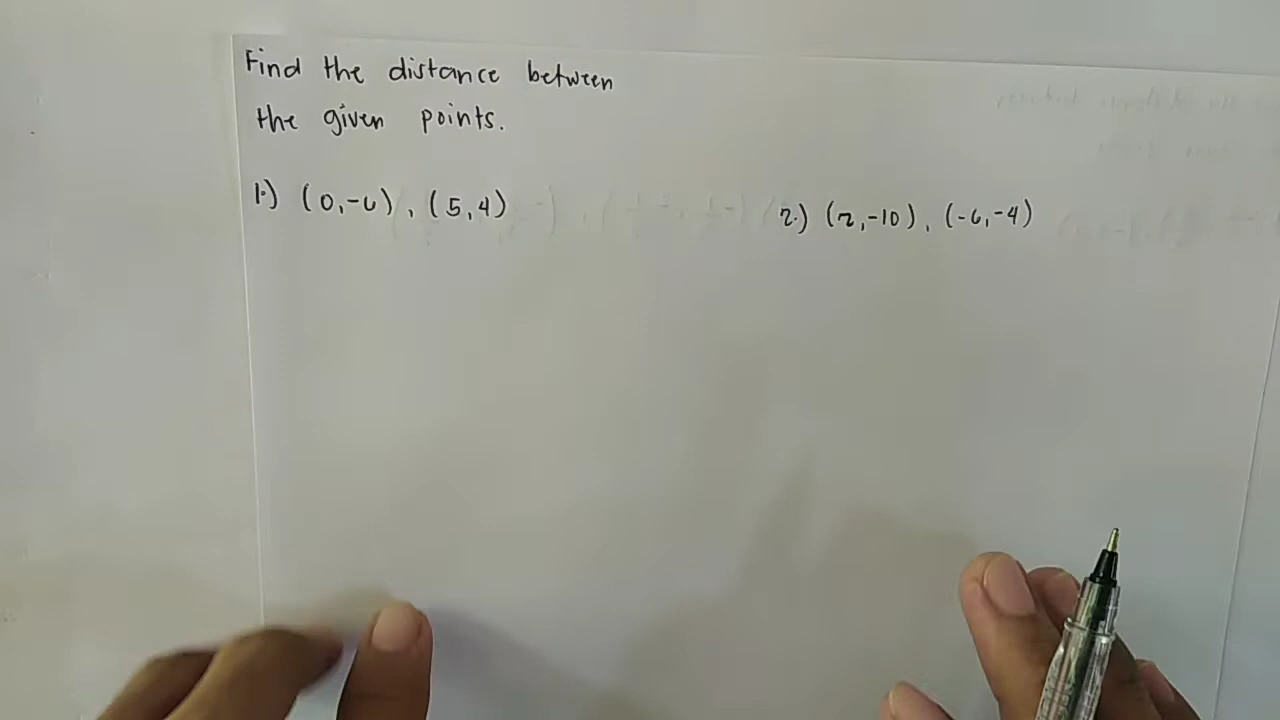 Find the distance between
the given points.
1.) (0,-6), (5,4)
2.) (2,-10), (-6,-4)